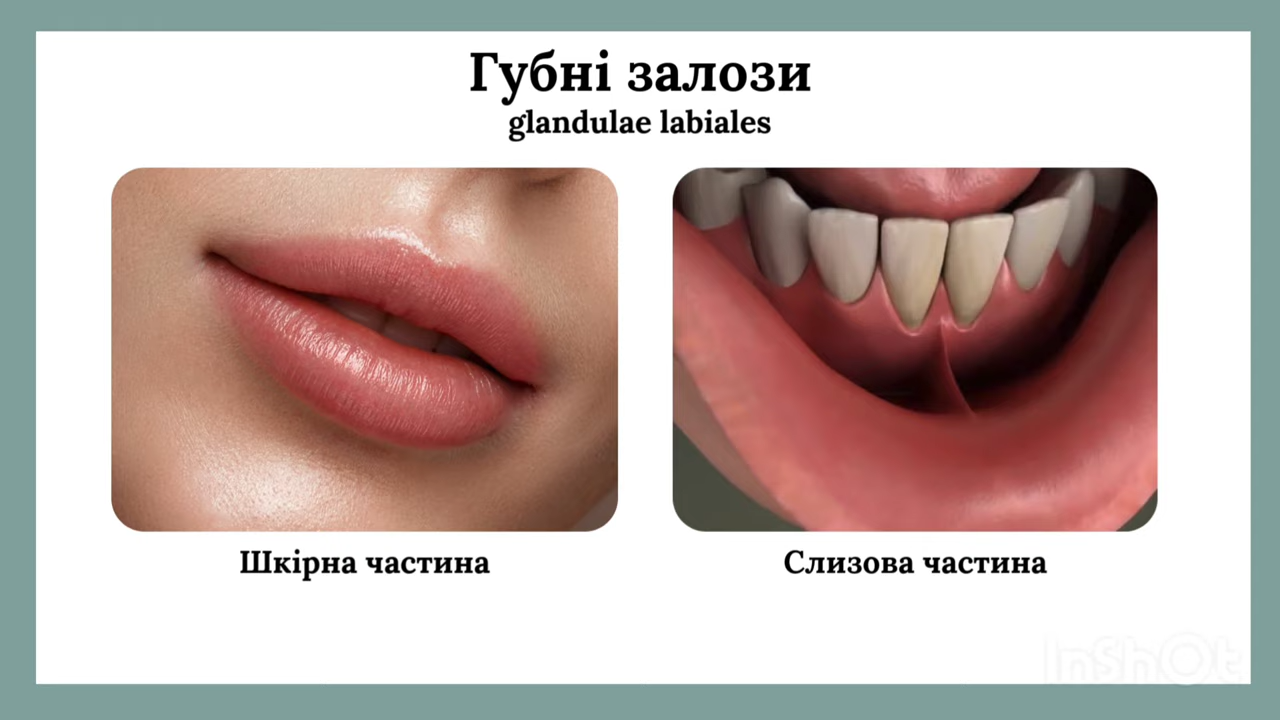 Губні залози
glandulae labiales
Шкірна частина
Слизова частина
InShOt